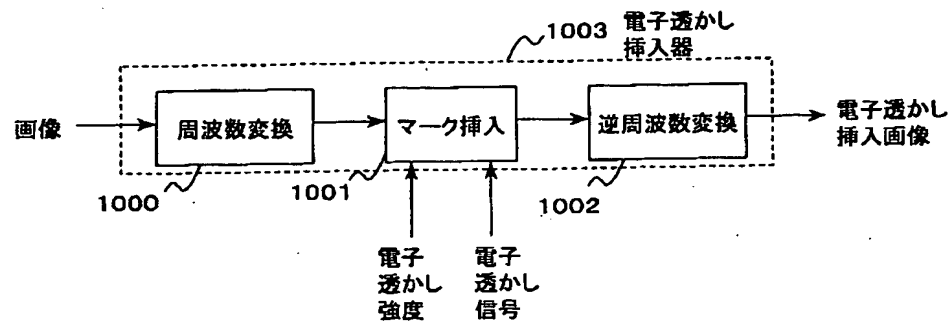 1003 電子透かし
挿入器
画像
周波数変換
マーク挿入
逆周波数変換
電子透かし
挿入画像
1000
1001
1002
電子
透かし
強度
電子
透かし
信号